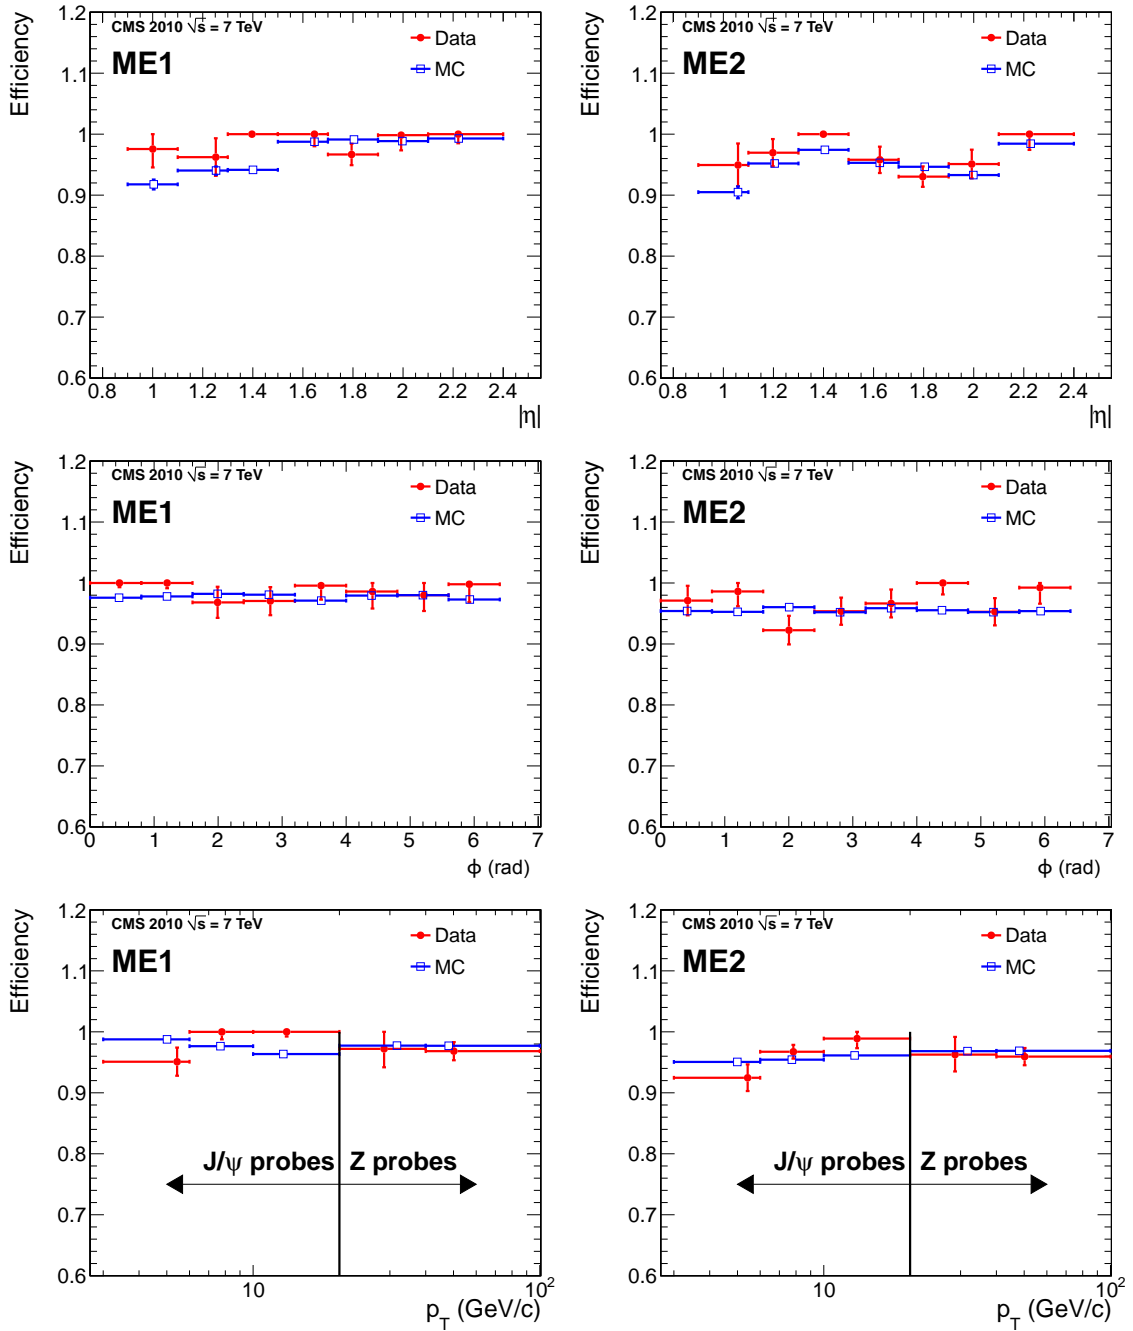 CMS 2010 √s = 7 TeV
ME1
Data
MC
Efficiency
1.2
1.1
1
0.9
0.8
0.7
0.6
0.8 1 1.2 1.4 1.6 1.8 2 2.2 2.4
|η|
CMS 2010 √s = 7 TeV
ME2
Data
MC
Efficiency
1.2
1.1
1
0.9
0.8
0.7
0.6
0.8 1 1.2 1.4 1.6 1.8 2 2.2 2.4
|η|
CMS 2010 √s = 7 TeV
ME1
Data
MC
Efficiency
1.2
1.1
1
0.9
0.8
0.7
0.6
0 1 2 3 4 5 6 7
ϕ (rad)
CMS 2010 √s = 7 TeV
ME2
Data
MC
Efficiency
1.2
1.1
1
0.9
0.8
0.7
0.6
0 1 2 3 4 5 6 7
ϕ (rad)
CMS 2010 √s = 7 TeV
ME1
Data
MC
Efficiency
1.2
1.1
1
0.9
0.8
0.7
0.6
J/ψ probes Z probes
10 10²
p_T (GeV/c)
CMS 2010 √s = 7 TeV
ME2
Data
MC
Efficiency
1.2
1.1
1
0.9
0.8
0.7
0.6
J/ψ probes Z probes
10 10²
p_T (GeV/c)